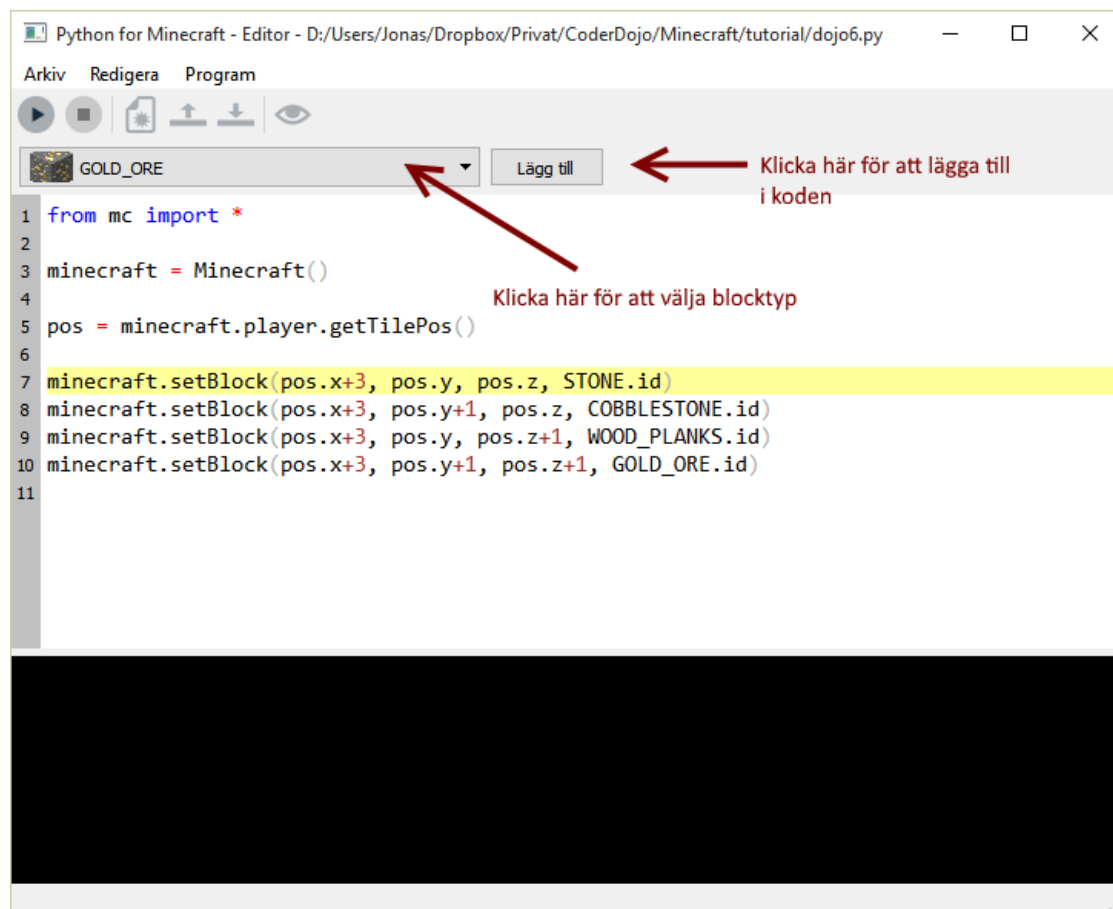 Python for Minecraft - Editor - D:/Users/Jonas/Dropbox/Privat/CoderDojo/Minecraft/tutorial/dojo6.py
Arkiv Redigera Program
GOLD_ORE Lägg till
Klicka här för att lägga till
i koden
1 from mc import *
2
3 minecraft = Minecraft()
4
Klicka här för att välja blocktyp
5 pos = minecraft.player.getTilePos()
6
7 minecraft.setBlock(pos.x+3, pos.y, pos.z, STONE.id)
8 minecraft.setBlock(pos.x+3, pos.y+1, pos.z, COBBLESTONE.id)
9 minecraft.setBlock(pos.x+3, pos.y, pos.z+1, WOOD_PLANKS.id)
10 minecraft.setBlock(pos.x+3, pos.y+1, pos.z+1, GOLD_ORE.id)
11